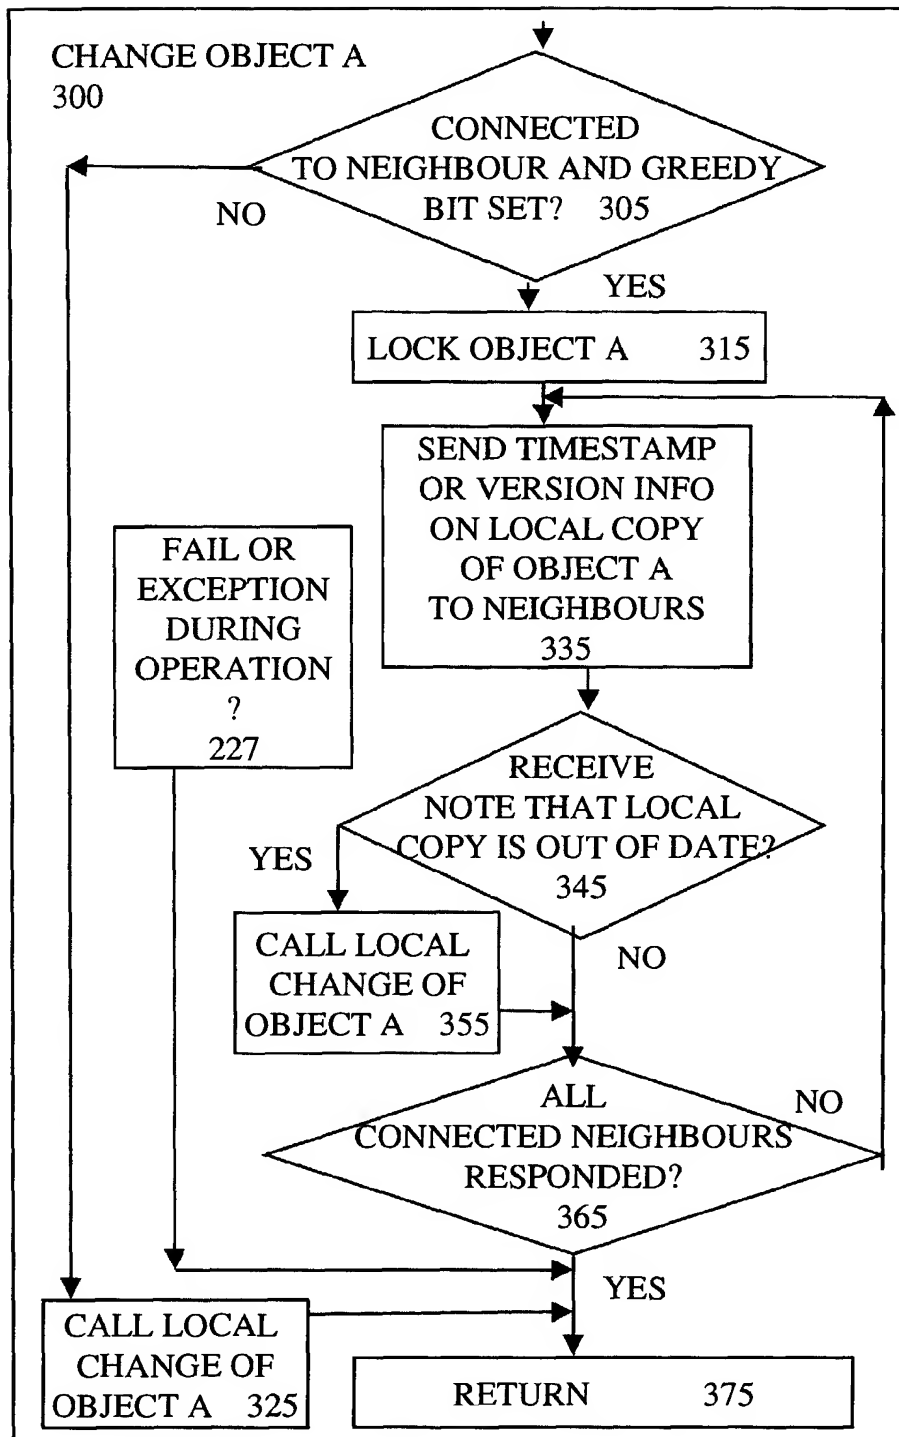 CHANGE OBJECT A
300
CONNECTED
TO NEIGHBOUR AND GREEDY
BIT SET? 305
NO
YES
LOCK OBJECT A 315
SEND TIMESTAMP
OR VERSION INFO
ON LOCAL COPY
OF OBJECT A
TO NEIGHBOURS
335
FAIL OR
EXCEPTION
DURING
OPERATION
?
227
RECEIVE
NOTE THAT LOCAL
COPY IS OUT OF DATE?
345
YES
NO
CALL LOCAL
CHANGE OF
OBJECT A 355
ALL
CONNECTED NEIGHBOURS
RESPONDED?
365
NO
YES
CALL LOCAL
CHANGE OF
OBJECT A 325
RETURN 375